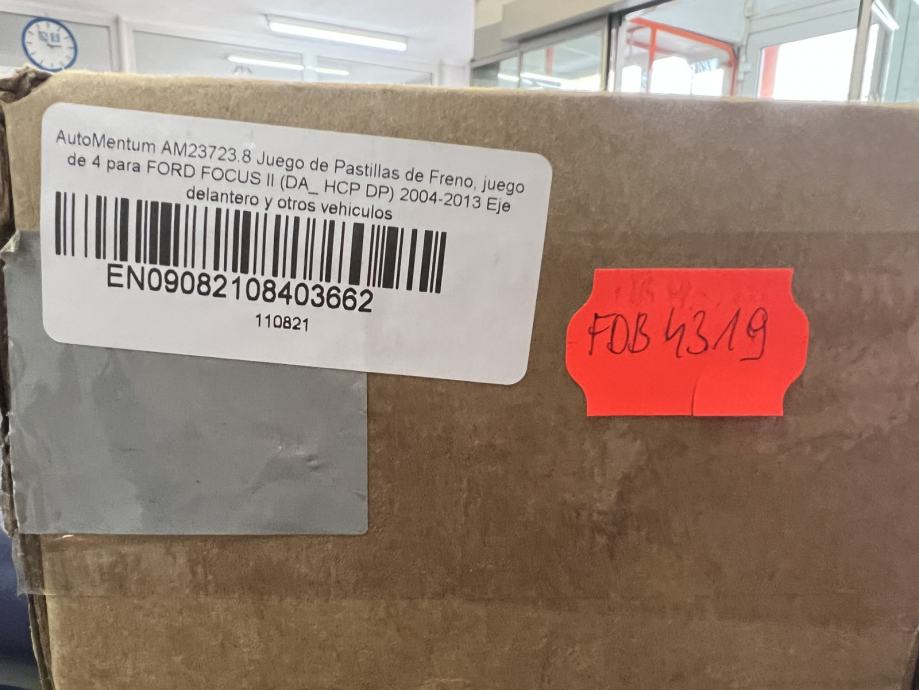 AutoMentum AM23723.8 Juego de Pastillas de Freno, juego
de 4 para FORD FOCUS II (DA_ HCP DP) 2004-2013 Eje
delantero y otros vehiculos
EN09082108403662
110821
FDB 4319